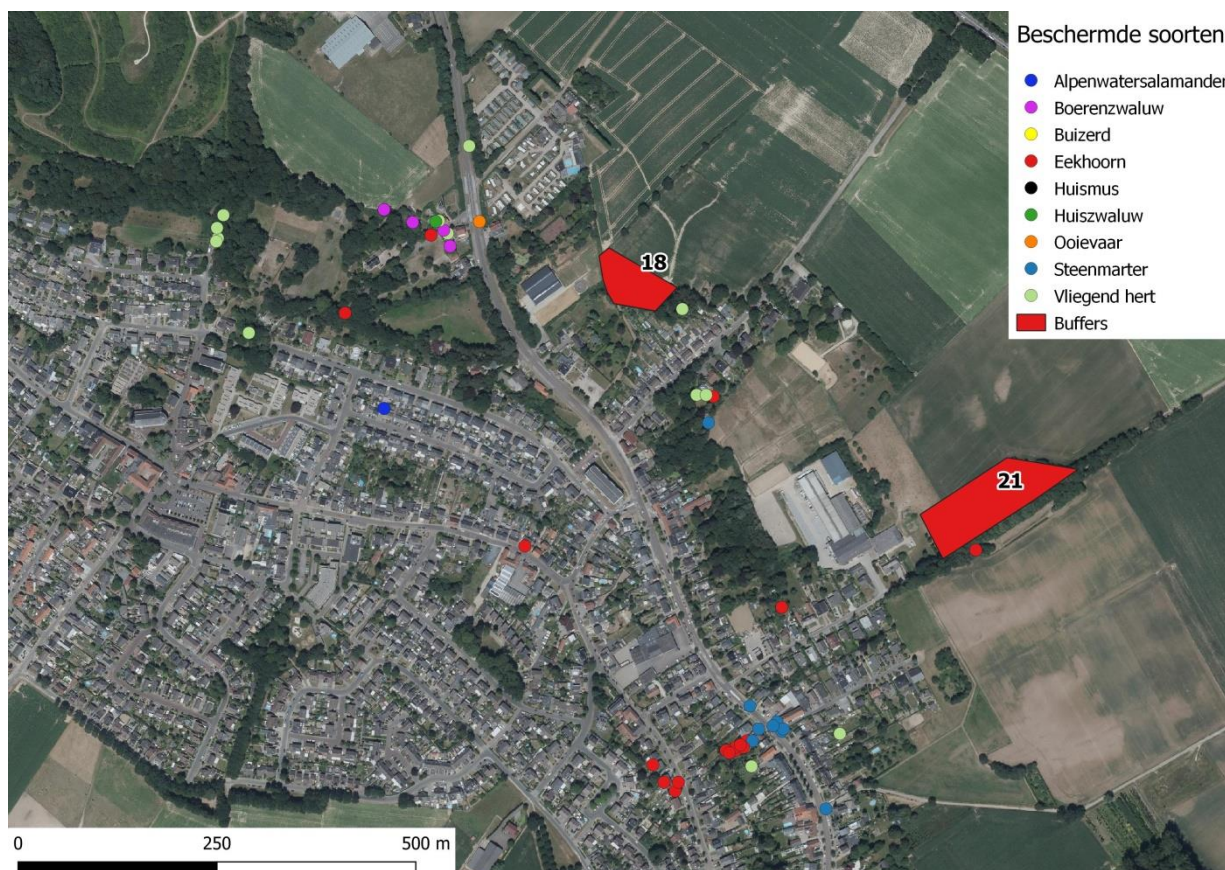 Beschermde soorten
Alpenwatersalamander
Boerenzwaluw
Buizerd
Eekhoorn
Huismus
Huiszwaluw
Ooievaar
Steenmarter
Vliegend hert
Buffers
18
21
0 250 500 m